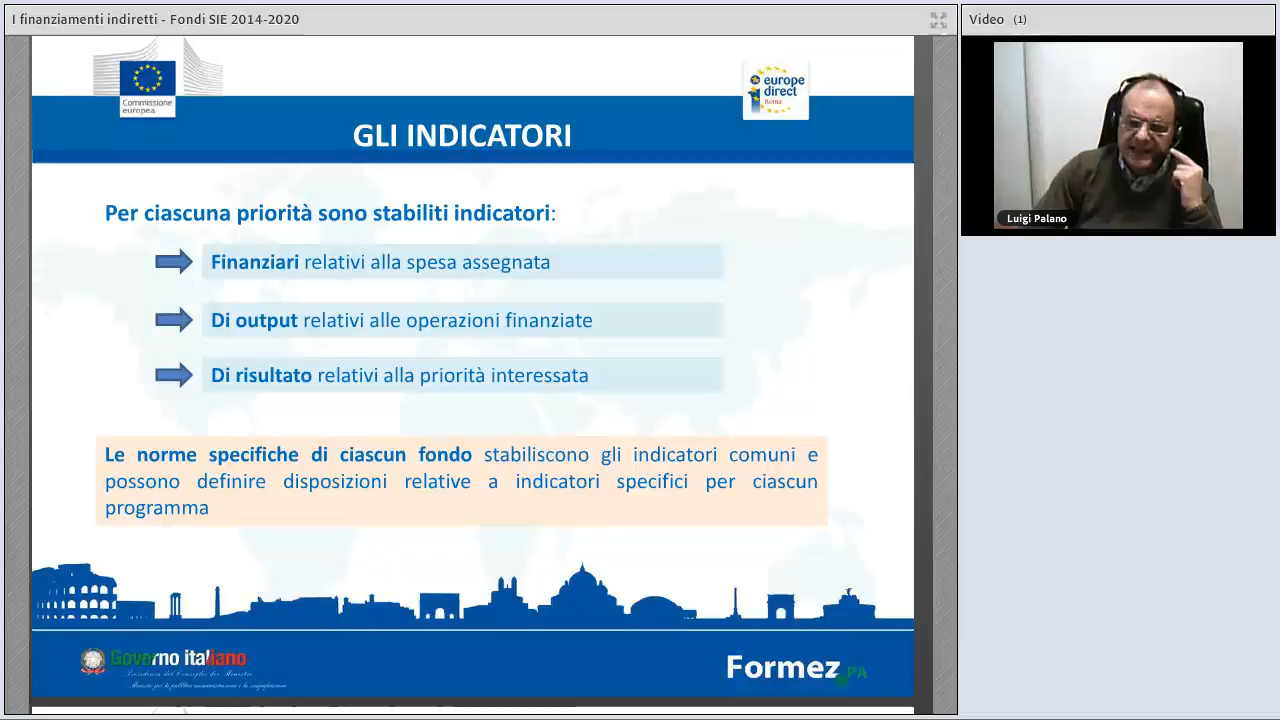 I finanziamenti indiretti - Fondi SIE 2014-2020
Video (1)
Commissione
europea
europe
direct
Roma
GLI INDICATORI
Luigi Palano
Per ciascuna priorità sono stabiliti indicatori:
Finanziari relativi alla spesa assegnata
Di output relativi alle operazioni finanziate
Di risultato relativi alla priorità interessata
Le norme specifiche di ciascun fondo stabiliscono gli indicatori comuni e
possono definire disposizioni relative a indicatori specifici per ciascun
programma
Governo italiano
Presidenza del Consiglio dei Ministri
Ministro per la pubblica amministrazione e la semplificazione
Formez PA